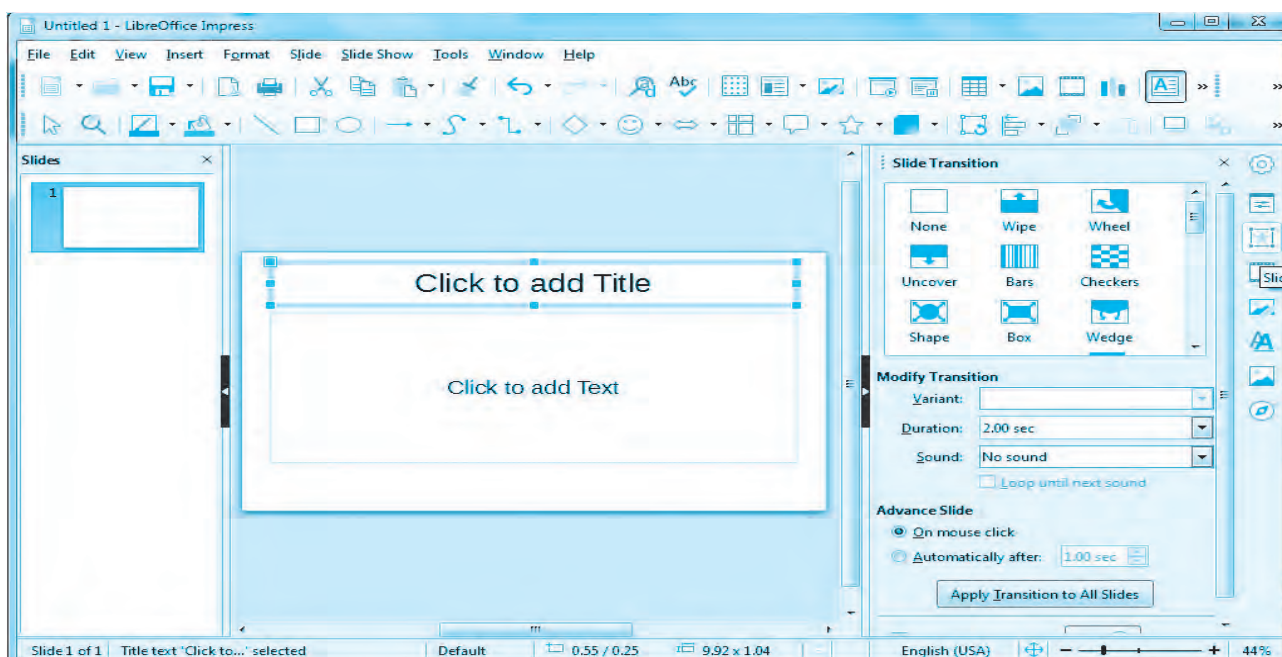 Untitled 1 - LibreOffice Impress
File Edit View Insert Format Slide Slide Show Tools Window Help
Abc
A
Slides
1
Click to add Title
Click to add Text
Slide Transition
None Wipe Wheel
Uncover Bars Checkers
Shape Box Wedge
Modify Transition
Variant:
Duration: 2.00 sec
Sound: No sound
Loop until next sound
Advance Slide
On mouse click
Automatically after: 1.00 sec
Apply Transition to All Slides
Slid
Slide 1 of 1 Title text 'Click to...' selected Default 0.55 / 0.25 9.92 x 1.04 English (USA) 44%